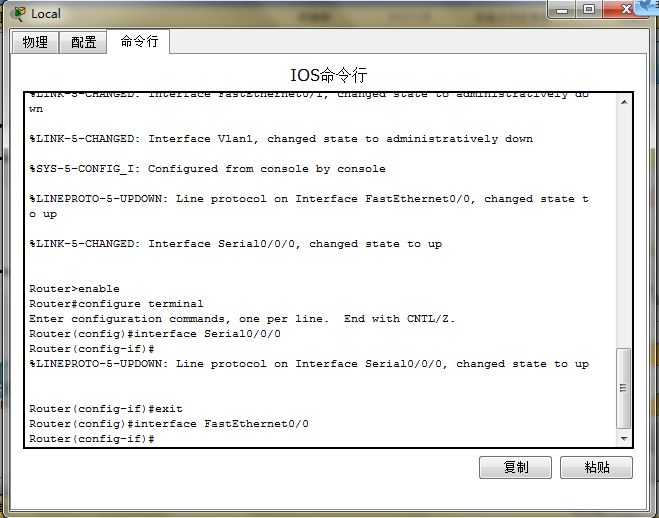 Local
物理
配置
命令行
IOS命令行
%LINK-5-CHANGED: Interface FastEthernet0/1, changed state to administratively do
wn
%LINK-5-CHANGED: Interface Vlan1, changed state to administratively down
%SYS-5-CONFIG_I: Configured from console by console
%LINEPROTO-5-UPDOWN: Line protocol on Interface FastEthernet0/0, changed state t
o up
%LINK-5-CHANGED: Interface Serial0/0/0, changed state to up
Router>enable
Router#configure terminal
Enter configuration commands, one per line.  End with CNTL/Z.
Router(config)#interface Serial0/0/0
Router(config-if)#
%LINEPROTO-5-UPDOWN: Line protocol on Interface Serial0/0/0, changed state to up
Router(config-if)#exit
Router(config)#interface FastEthernet0/0
Router(config-if)#
复制
粘贴